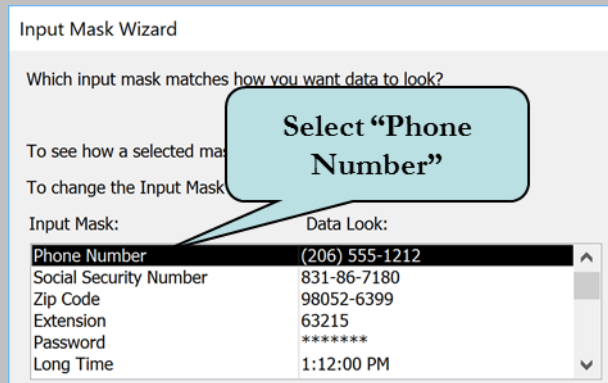 Input Mask Wizard
Which input mask matches how you want data to look?
Select “Phone
Number”
To see how a selected
To change the Input Mask
Input Mask: Data Look:
Phone Number (206) 555-1212
Social Security Number 831-86-7180
Zip Code 98052-6399
Extension 63215
Password *******
Long Time 1:12:00 PM